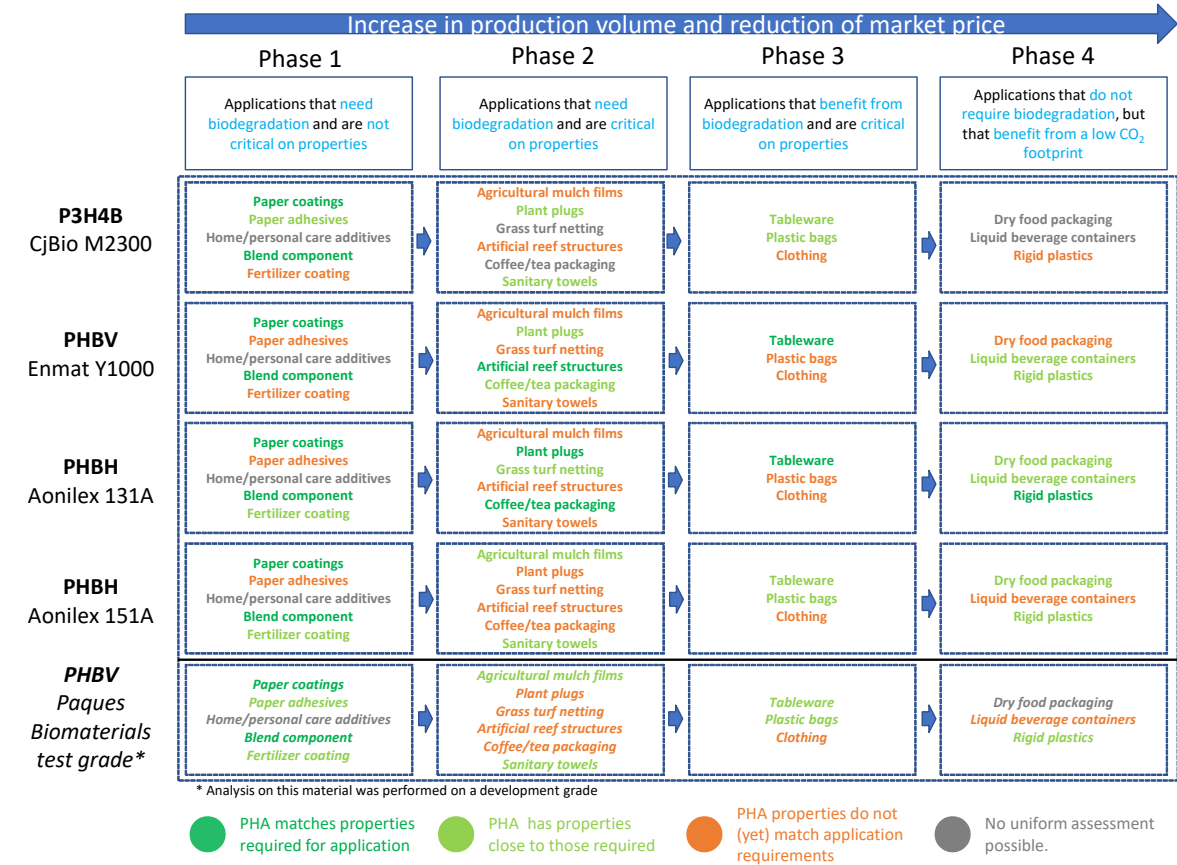 Increase in production volume and reduction of market price
Phase 1
Phase 2
Phase 3
Phase 4
Applications that need
biodegradation and are not
critical on properties
Applications that need
biodegradation and are critical
on properties
Applications that benefit from
biodegradation and are critical
on properties
Applications that do not
require biodegradation, but
that benefit from a low CO₂
footprint
P3H4B
CjBio M2300
Paper coatings
Paper adhesives
Home/personal care additives
Blend component
Fertilizer coating
Agricultural mulch films
Plant plugs
Grass turf netting
Artificial reef structures
Coffee/tea packaging
Sanitary towels
Tableware
Plastic bags
Clothing
Dry food packaging
Liquid beverage containers
Rigid plastics
PHBV
Enmat Y1000
Paper coatings
Paper adhesives
Home/personal care additives
Blend component
Fertilizer coating
Agricultural mulch films
Plant plugs
Grass turf netting
Artificial reef structures
Coffee/tea packaging
Sanitary towels
Tableware
Plastic bags
Clothing
Dry food packaging
Liquid beverage containers
Rigid plastics
PHBH
Aonilex 131A
Paper coatings
Paper adhesives
Home/personal care additives
Blend component
Fertilizer coating
Agricultural mulch films
Plant plugs
Grass turf netting
Artificial reef structures
Coffee/tea packaging
Sanitary towels
Tableware
Plastic bags
Clothing
Dry food packaging
Liquid beverage containers
Rigid plastics
PHBH
Aonilex 151A
Paper coatings
Paper adhesives
Home/personal care additives
Blend component
Fertilizer coating
Agricultural mulch films
Plant plugs
Grass turf netting
Artificial reef structures
Coffee/tea packaging
Sanitary towels
Tableware
Plastic bags
Clothing
Dry food packaging
Liquid beverage containers
Rigid plastics
PHBV
Paques
Biomaterials
test grade*
Paper coatings
Paper adhesives
Home/personal care additives
Blend component
Fertilizer coating
Agricultural mulch films
Plant plugs
Grass turf netting
Artificial reef structures
Coffee/tea packaging
Sanitary towels
Tableware
Plastic bags
Clothing
Dry food packaging
Liquid beverage containers
Rigid plastics
* Analysis on this material was performed on a development grade
PHA matches properties
required for application
PHA has properties
close to those required
PHA properties do not
(yet) match application
requirements
No uniform assessment
possible.